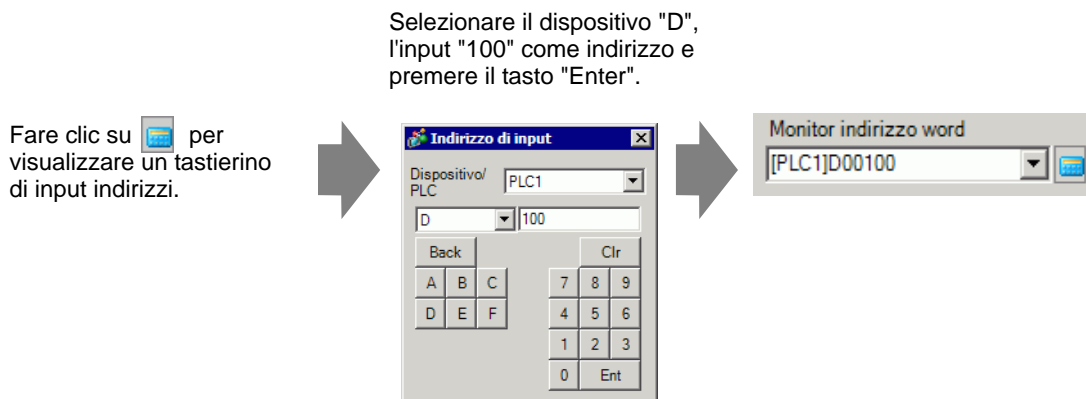 Selezionare il dispositivo "D",
l'input "100" come indirizzo e
premere il tasto "Enter".
Fare clic su per
visualizzare un tastierino
di input indirizzi.
Indirizzo di input
Dispositivo/
PLC
PLC1
D
100
Back
Clr
A B C 7 8 9
D E F 4 5 6
1 2 3
0 Ent
Monitor indirizzo word
[PLC1]D00100